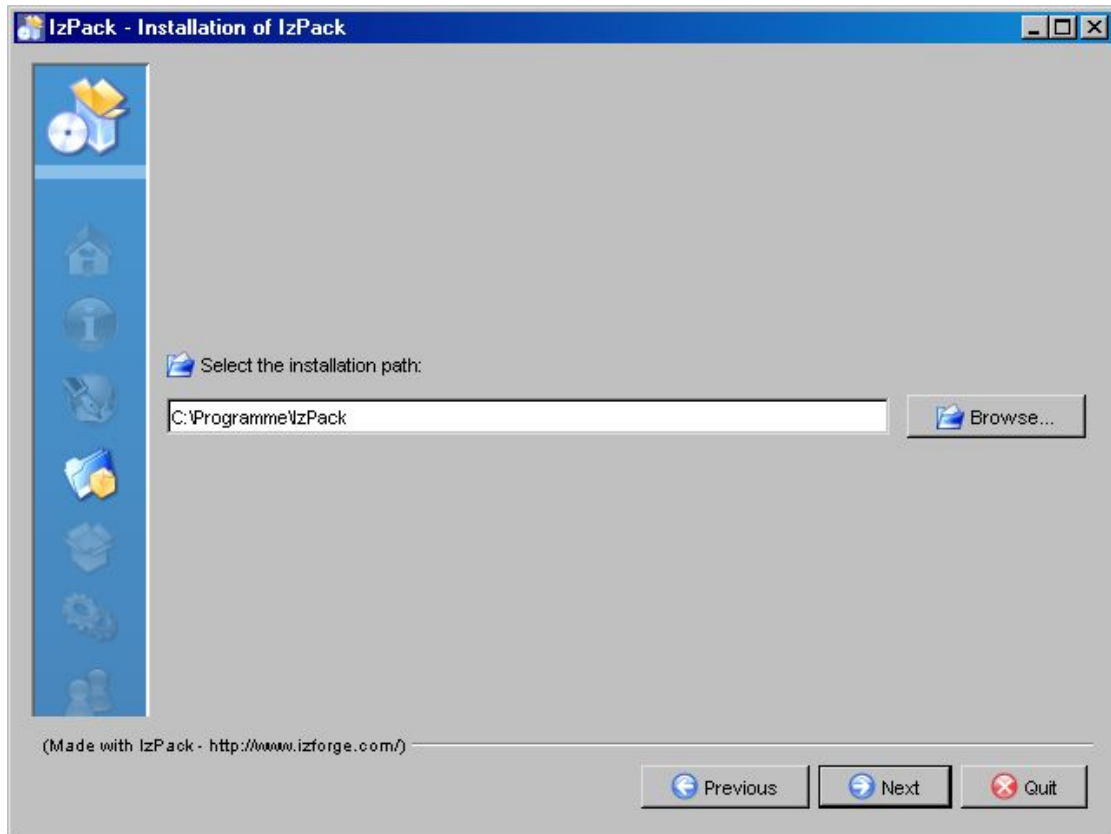 IzPack - Installation of IzPack
Select the installation path:
C:\Programme\IzPack
Browse...
(Made with IzPack - http://www.izforge.com/)
Previous
Next
Quit